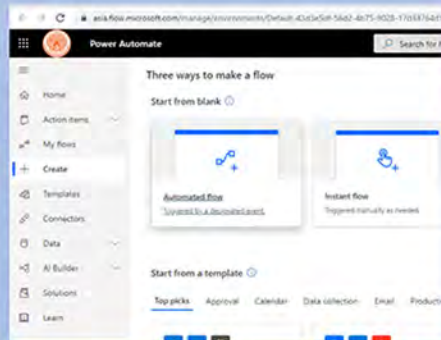 asia.flow.microsoft.com/manage/environments/Default-
Power Automate
Search for
Three ways to make a flow
Home
Start from blank
Action items
My flows
Create
Templates
Automated flow
Instant flow
Triggered by a designated event.
Triggered manually as needed.
Connectors
Data
AI Builder
Start from a template
Solutions
Top picks Approval Calendar Data collection Email Product
Learn